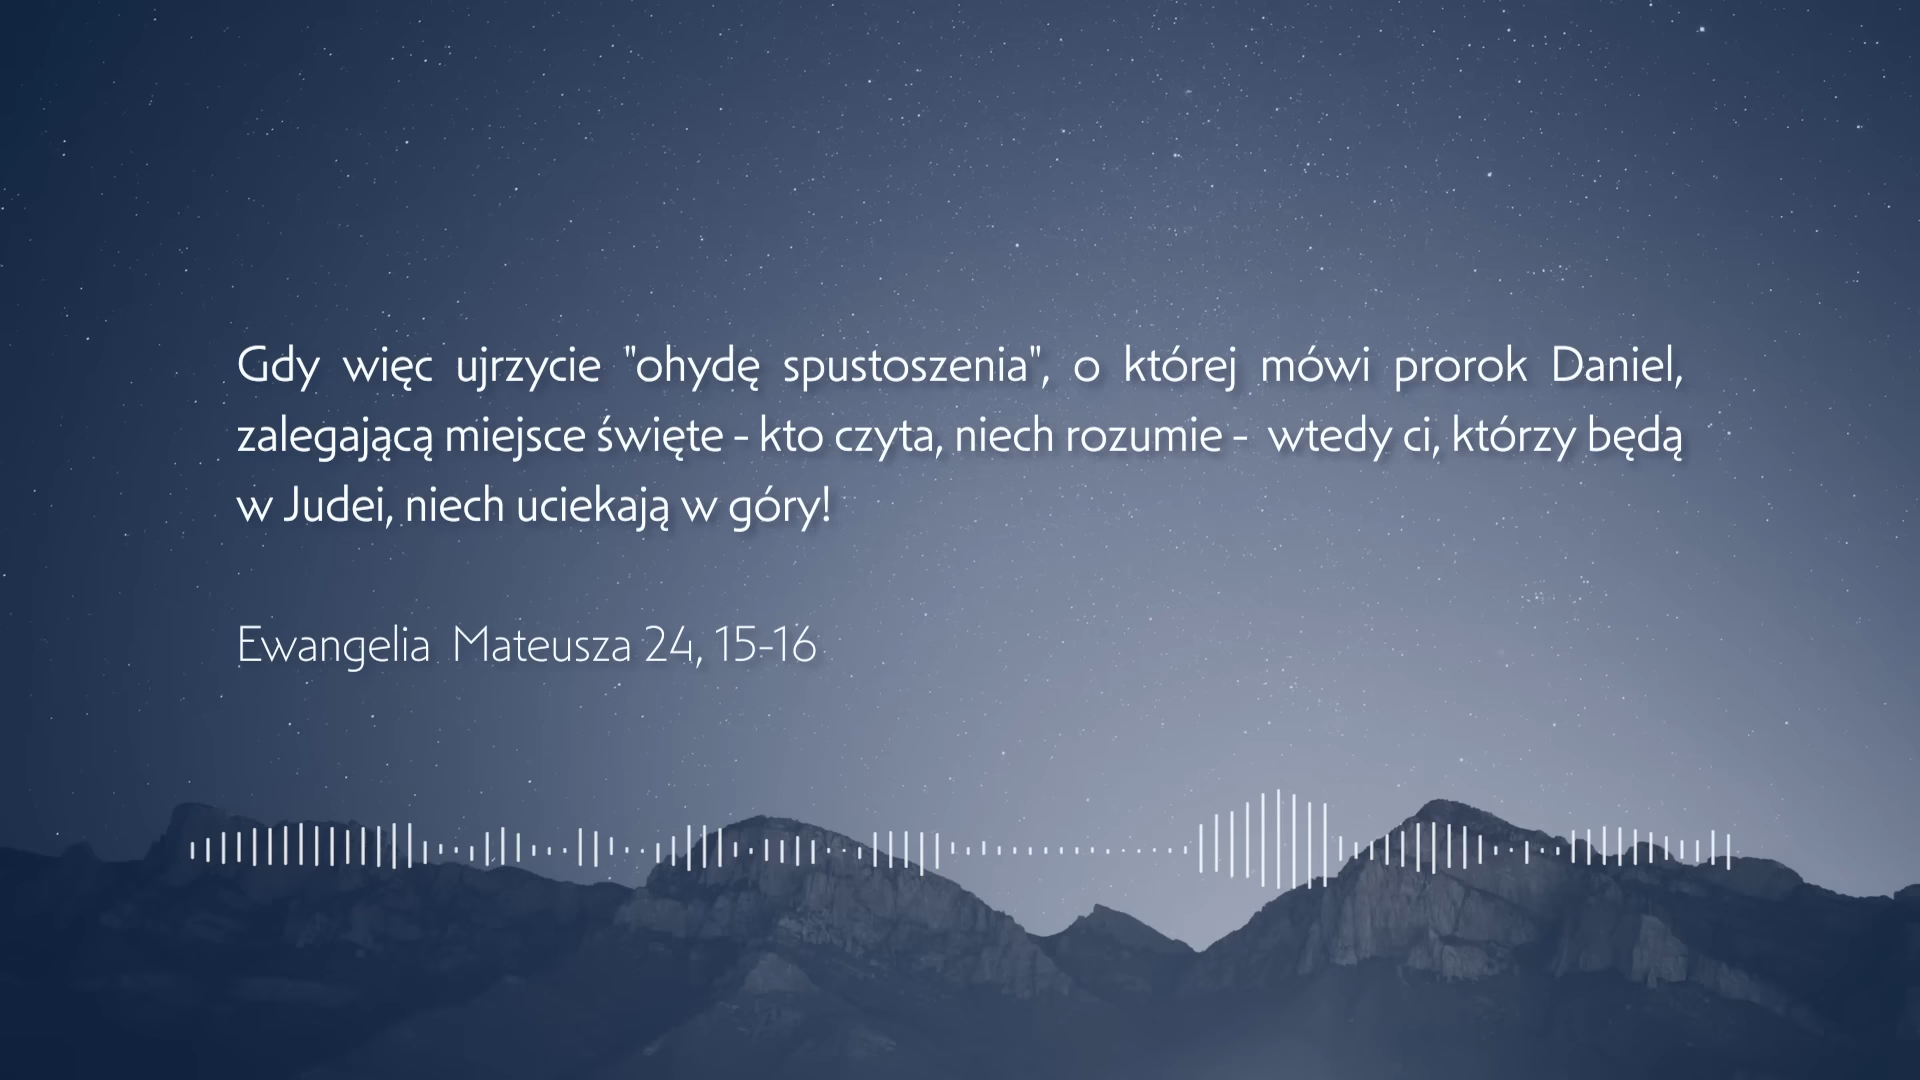 Gdy więc ujrzycie "ohydę spustoszenia", o której mówi prorok Daniel,
zalegającą miejsce święte - kto czyta, niech rozumie - wtedy ci, którzy będą
w Judei, niech uciekają w góry!
Ewangelia Mateusza 24, 15-16